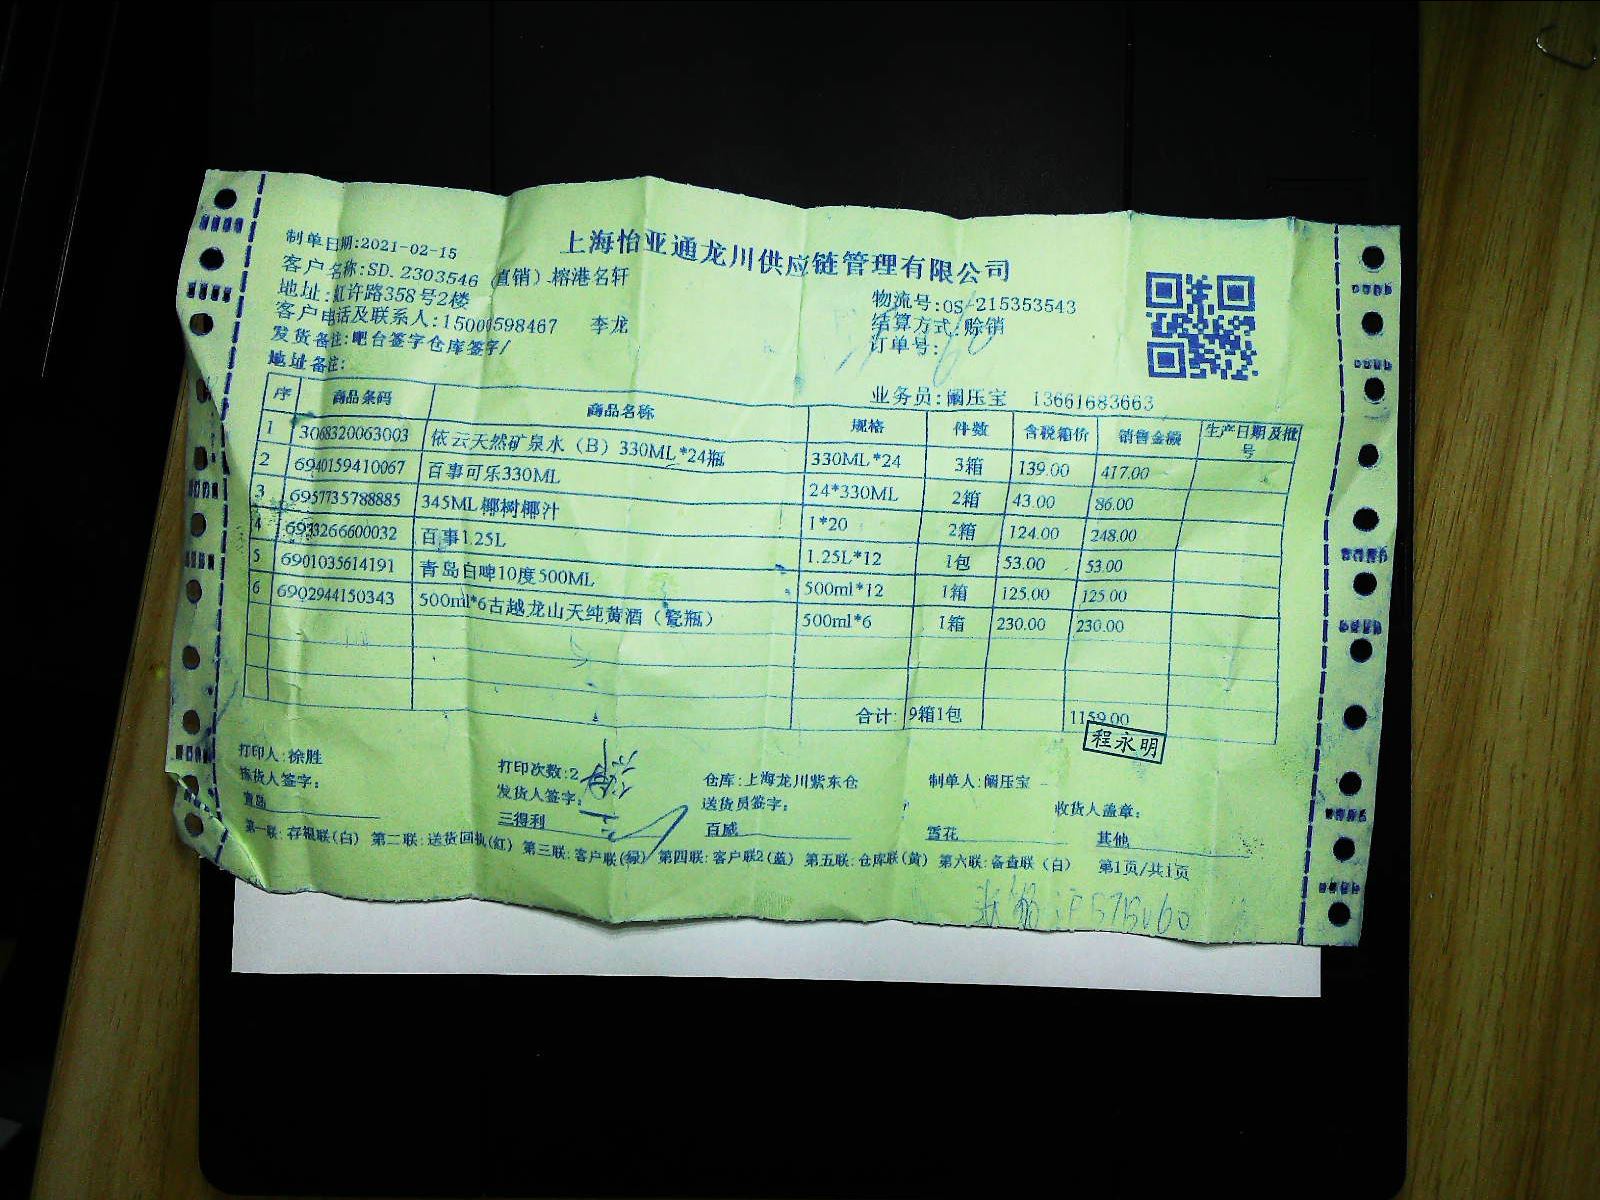 上海怡亚通龙川供应链管理有限公司
制单日期:2021-02-15
客户名称:SD.2303546 (直销)-榕港名轩
地址:虹许路358号2楼
客户电话及联系人:15000598467 李龙
发货备注:吧台签字仓库签字/
地址备注:
物流号:OS-215353543
结算方式:赊销
订单号:
业务员:阚压宝 13661683663
序 商品条码 商品名称 规格 件数 含税箱价 销售金额 生产日期及批号
1 3068320063003 依云天然矿泉水（B）330ML*24瓶 330ML*24 3箱 139.00 417.00
2 6940159410067 百事可乐330ML 24*330ML 2箱 43.00 86.00
3 6957735788885 345ML椰树椰汁 1*20 2箱 124.00 248.00
4 6933266600032 百事1.25L 1.25L*12 1包 53.00 53.00
5 6901035614191 青岛白啤10度500ML 500ml*12 1箱 125.00 125.00
6 6902944150343 500ml*6古越龙山天纯黄酒（瓷瓶） 500ml*6 1箱 230.00 230.00
合计: 9箱1包 1159.00
程永明
打印人:徐胜 打印次数:2 仓库:上海龙川紫东仓 制单人:阚压宝
拣货人签字: 发货人签字: 送货员签字: 收货人盖章:
青岛 三得利 百威 雪花 其他
第一联:存根联(白) 第二联:送货回执(红) 第三联:客户联(绿) 第四联:客户联2(蓝) 第五联:仓库联(黄) 第六联:备查联(白) 第1页/共1页